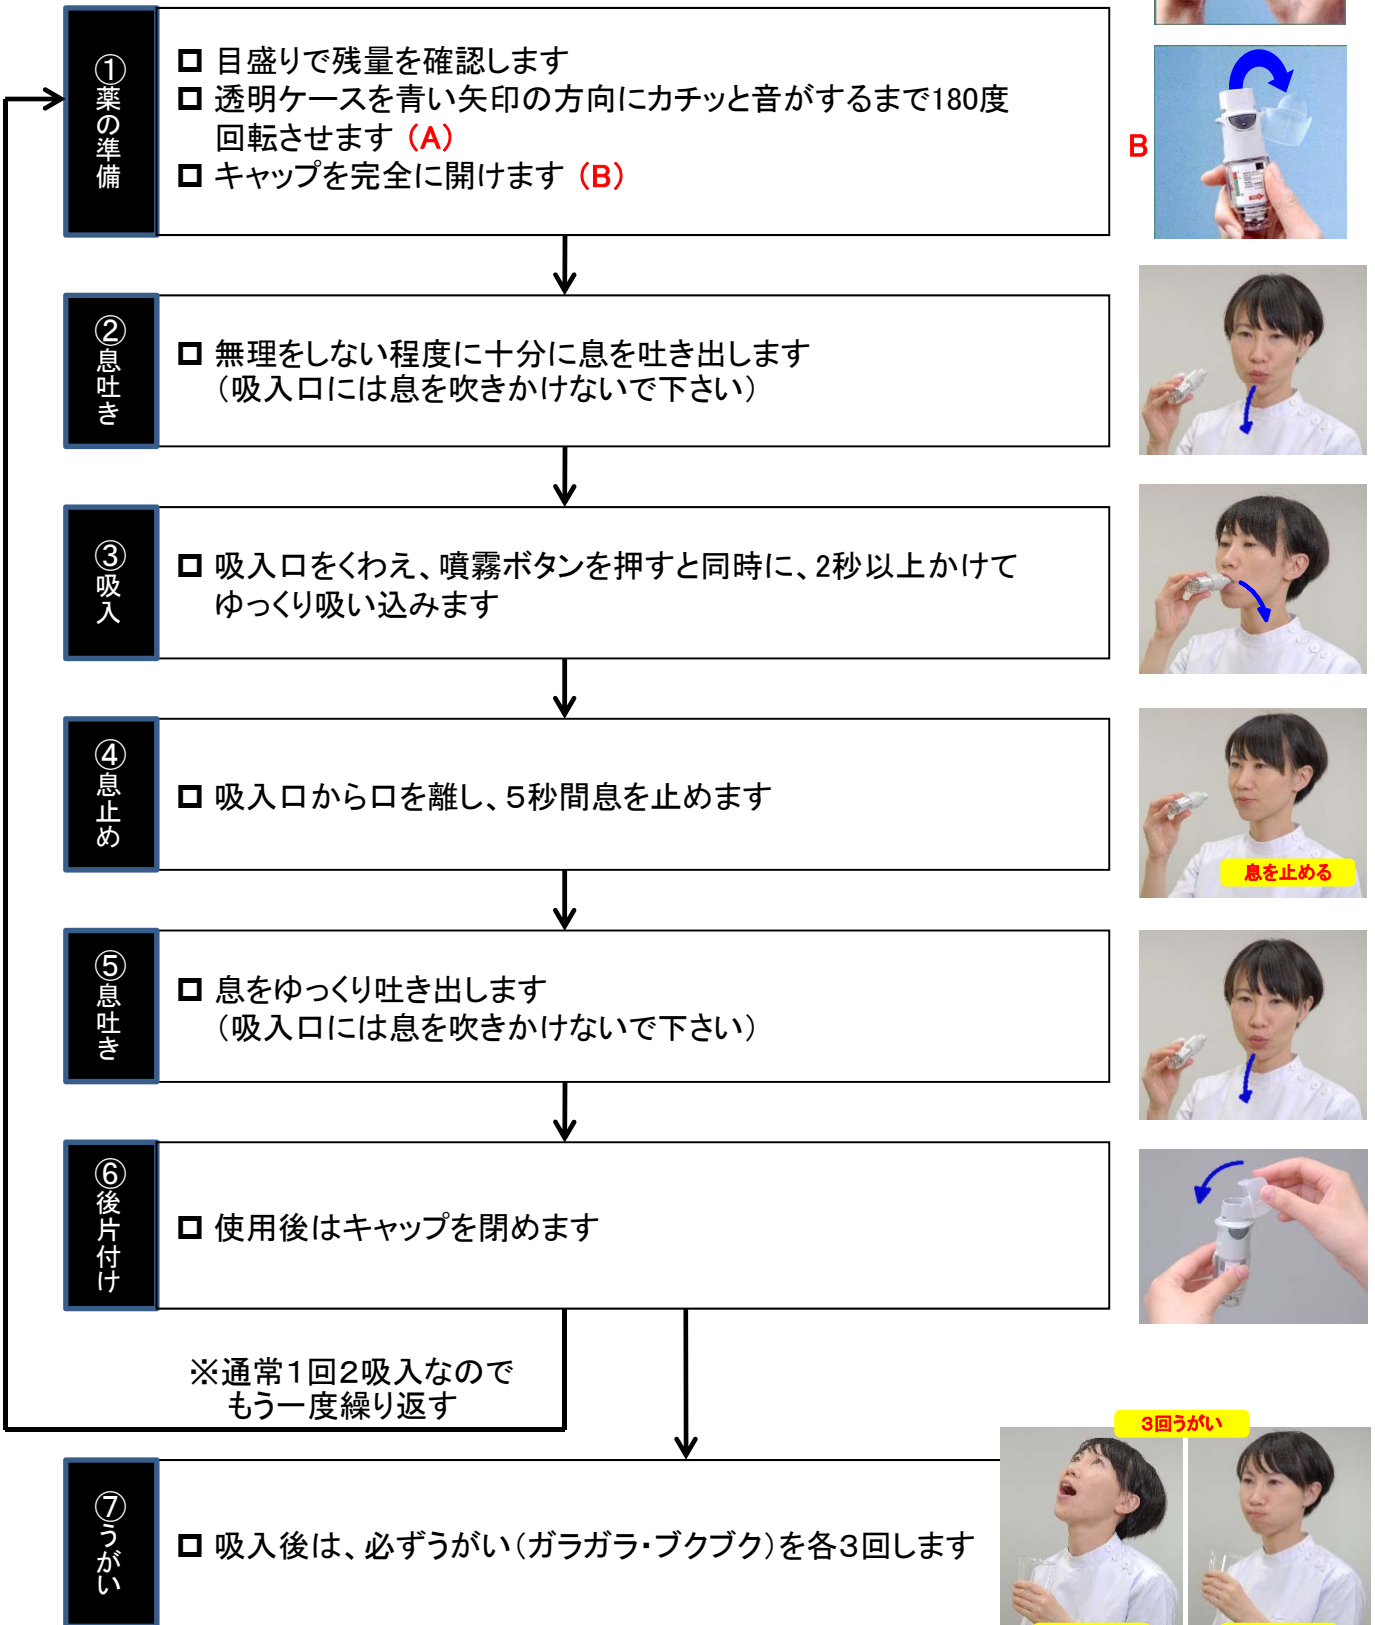 ①薬の準備
□ 目盛りで残量を確認します
□ 透明ケースを青い矢印の方向にカチッと音がするまで180度
回転させます（A）
□ キャップを完全に開けます（B）
B
②息吐き
□ 無理をしない程度に十分に息を吐き出します
（吸入口には息を吹きかけないで下さい）
③吸入
□ 吸入口をくわえ、噴霧ボタンを押すと同時に、2秒以上かけて
ゆっくり吸い込みます
④息止め
□ 吸入口から口を離し、５秒間息を止めます
息を止める
⑤息吐き
□ 息をゆっくり吐き出します
（吸入口には息を吹きかけないで下さい）
⑥後片付け
□ 使用後はキャップを閉めます
※通常１回２吸入なので
もう一度繰り返す
3回うがい
⑦うがい
□ 吸入後は、必ずうがい（ガラガラ・ブクブク）を各３回します